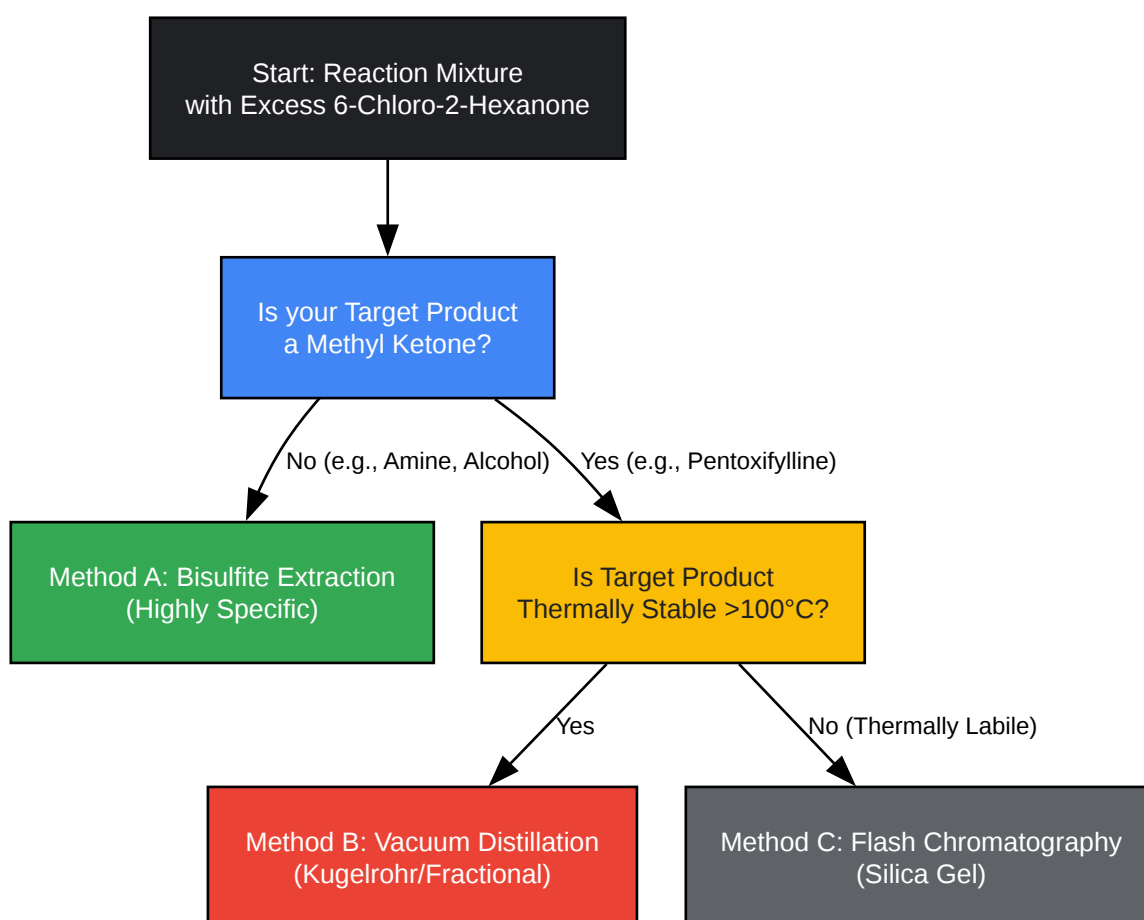 Start: Reaction Mixture
with Excess 6-Chloro-2-Hexanone
Is your Target Product
a Methyl Ketone?
No (e.g., Amine, Alcohol)
Yes (e.g., Pentoxifylline)
Method A: Bisulfite Extraction
(Highly Specific)
Is Target Product
Thermally Stable >100°C?
Yes
No (Thermally Labile)
Method B: Vacuum Distillation
(Kugelrohr/Fractional)
Method C: Flash Chromatography
(Silica Gel)